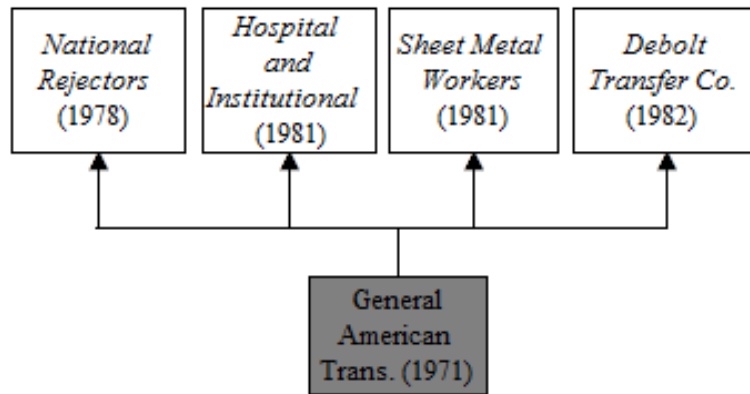 National
Rejectors
(1978)
Hospital
and
Institutional
(1981)
Sheet Metal
Workers
(1981)
Debolt
Transfer Co.
(1982)
General
American
Trans. (1971)